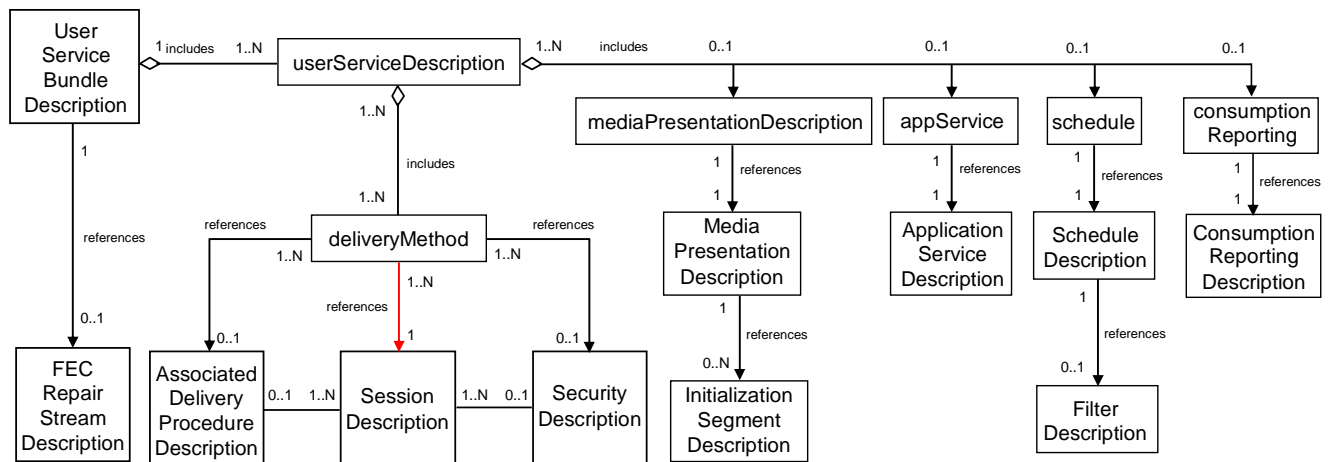 User
Service
Bundle
Description
1 includes
1..N
userServiceDescription
1..N
includes
0..1
0..1
0..1
0..1
mediaPresentationDescription
appService
schedule
consumption
Reporting
1..N
includes
1..N
1
references
0..1
FEC
Repair
Stream
Description
deliveryMethod
references
1..N
0..1
Associated
Delivery
Procedure
Description
1..N
references
1
Session
Description
references
1..N
0..1
Security
Description
0..1
1..N
1..N
0..1
1
references
1
Media
Presentation
Description
1
references
0..N
Initialization
Segment
Description
1
references
1
Application
Service
Description
1
references
1
Schedule
Description
1
references
0..1
Filter
Description
1
references
1
Consumption
Reporting
Description